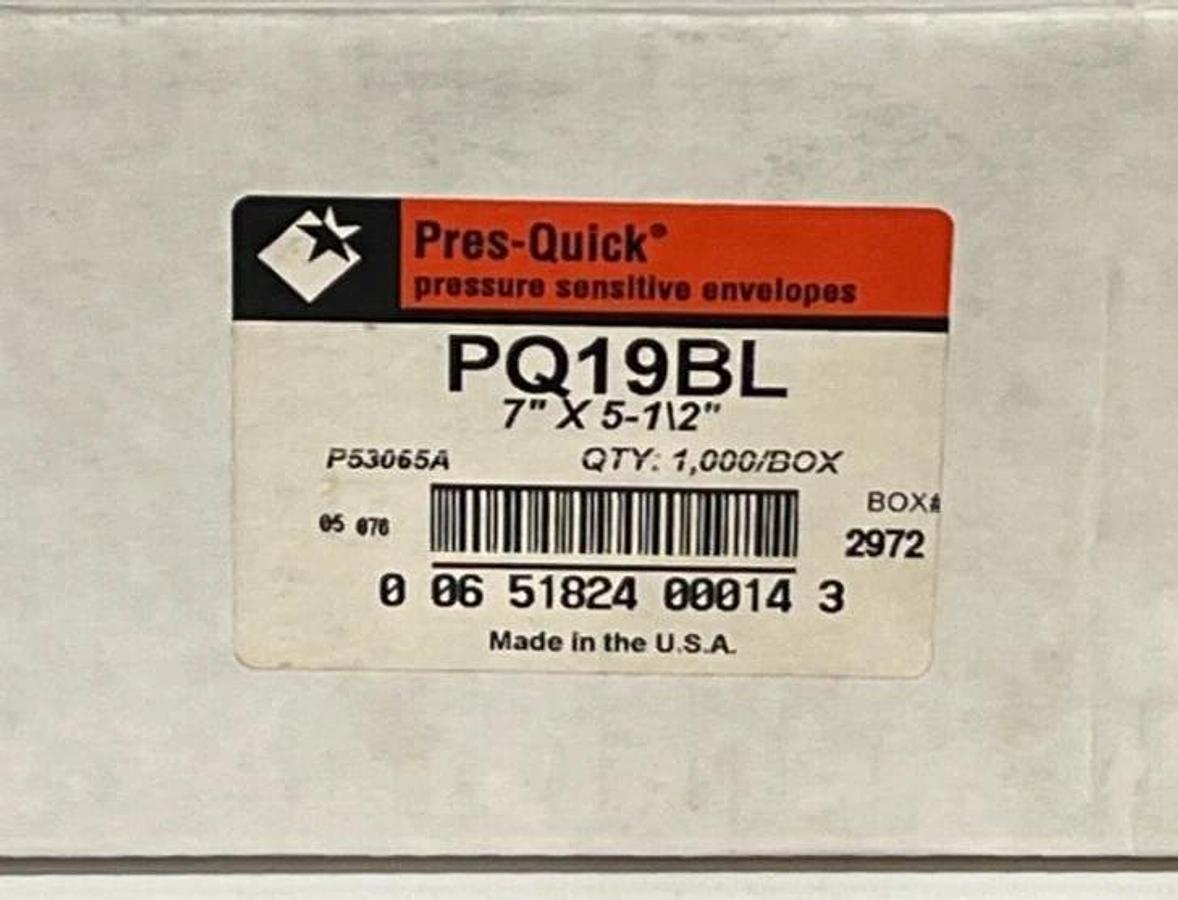 Pres-Quick®
pressure sensitive envelopes
PQ19BL
7" X 5-1\2"
P53065A QTY: 1,000/BOX
BOX#
05 076 2972
0 06 51824 00014 3
Made in the U.S.A.